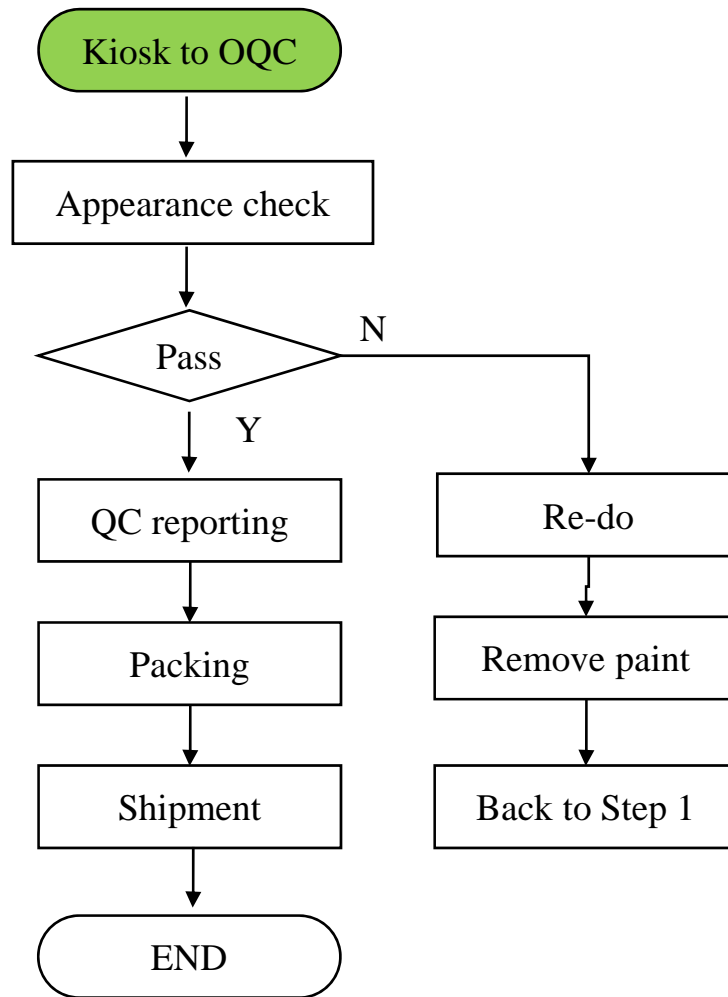 Kiosk to OQC
Appearance check
Pass
N
Y
QC reporting
Re-do
Packing
Remove paint
Shipment
Back to Step 1
END